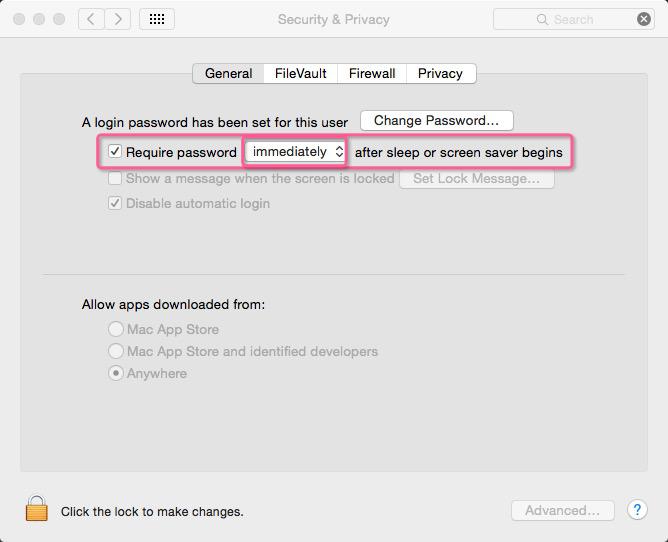 Security & Privacy
Search
General FileVault Firewall Privacy
A login password has been set for this user Change Password...
Require password immediately after sleep or screen saver begins
Show a message when the screen is locked Set Lock Message...
Disable automatic login
Allow apps downloaded from:
Mac App Store
Mac App Store and identified developers
Anywhere
Click the lock to make changes.
Advanced... ?